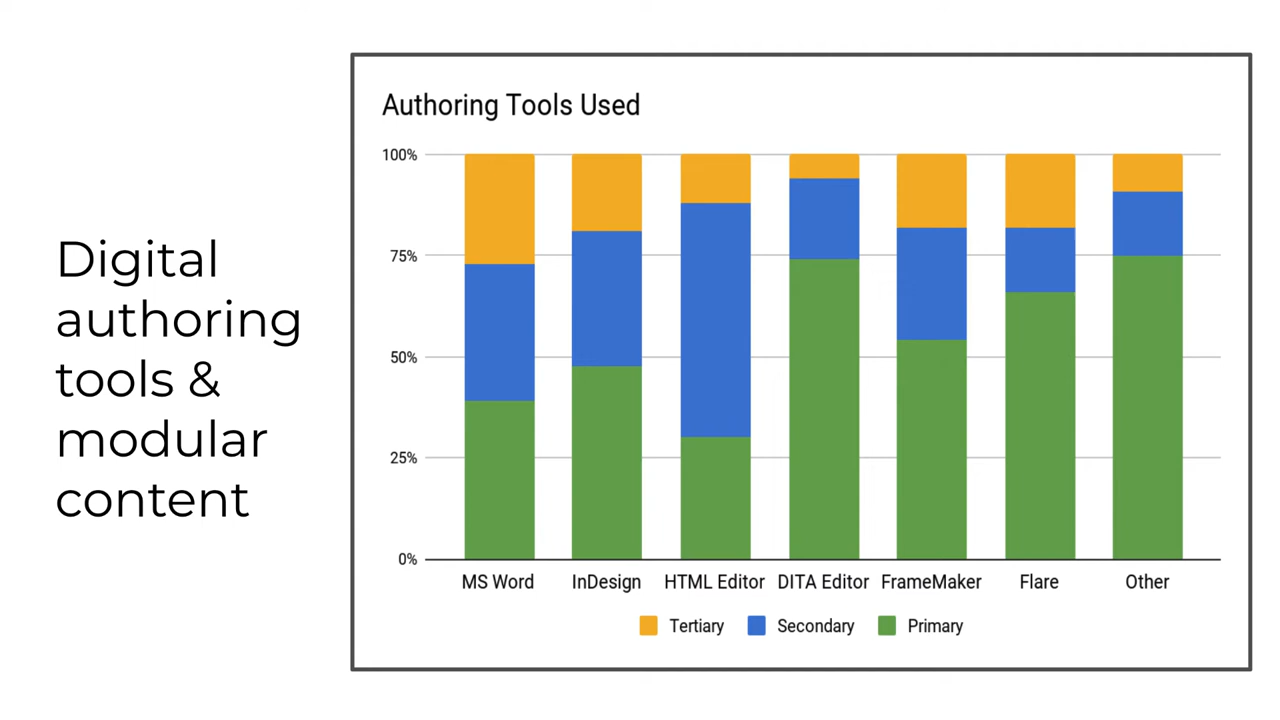 Digital
authoring
tools &
modular
content
Authoring Tools Used
100%
75%
50%
25%
0%
MS Word InDesign HTML Editor DITA Editor FrameMaker Flare Other
Tertiary Secondary Primary